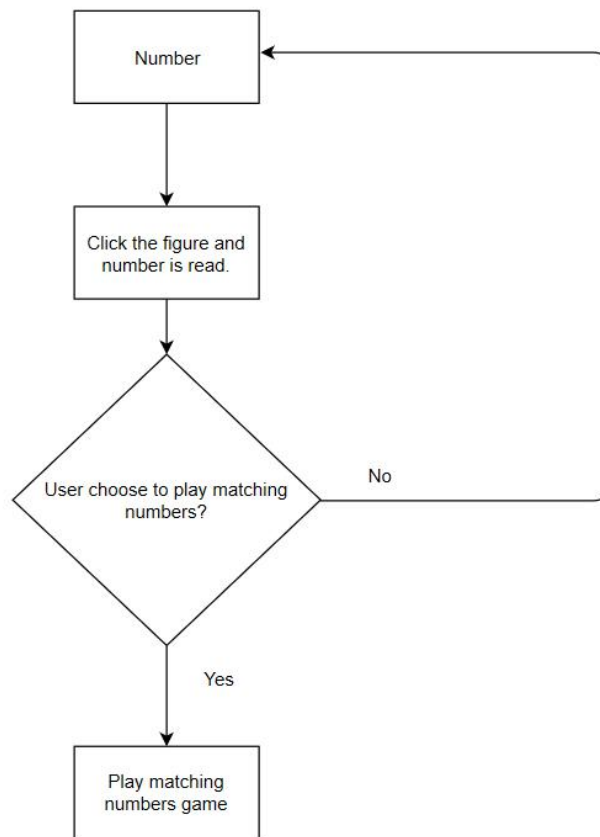 Number
Click the figure and
number is read.
User choose to play matching
numbers?
No
Yes
Play matching
numbers game